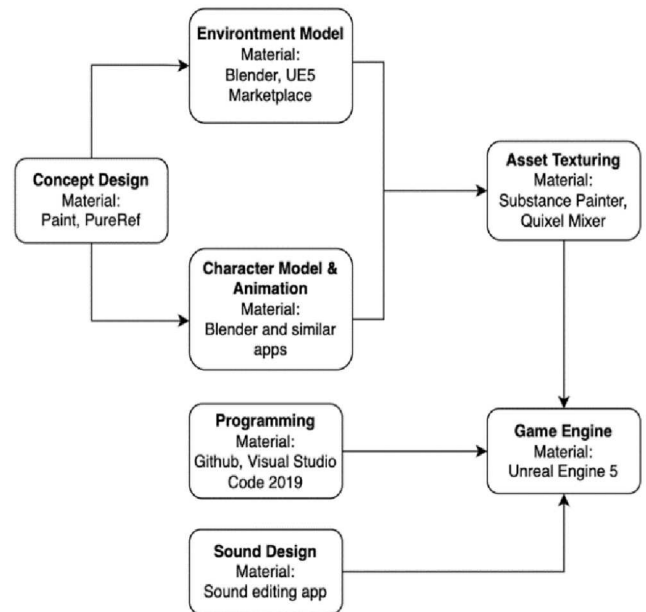 Environtment Model
Material:
Blender, UE5
Marketplace
Concept Design
Material:
Paint, PureRef
Asset Texturing
Material:
Substance Painter,
Quixel Mixer
Character Model &
Animation
Material:
Blender and similar
apps
Programming
Material:
Github, Visual Studio
Code 2019
Game Engine
Material:
Unreal Engine 5
Sound Design
Material:
Sound editing app